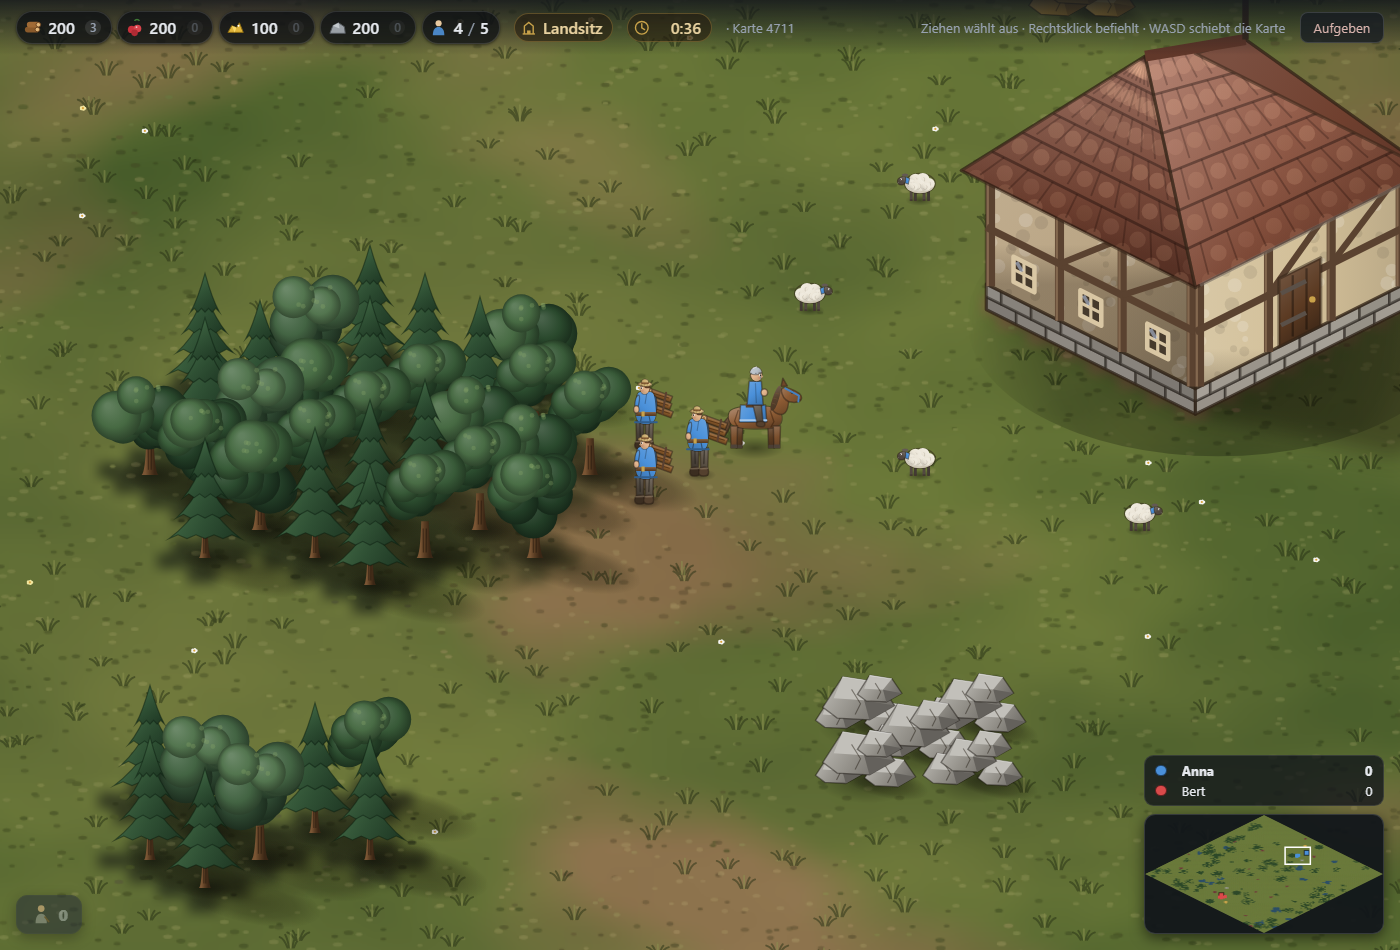 200 3 200 0 100 0 200 0 4 / 5 Landsitz 0:36 · Karte 4711 Ziehen wählt aus · Rechtsklick befiehlt · WASD schiebt die Karte Aufgeben
Anna 0
Bert 0
0